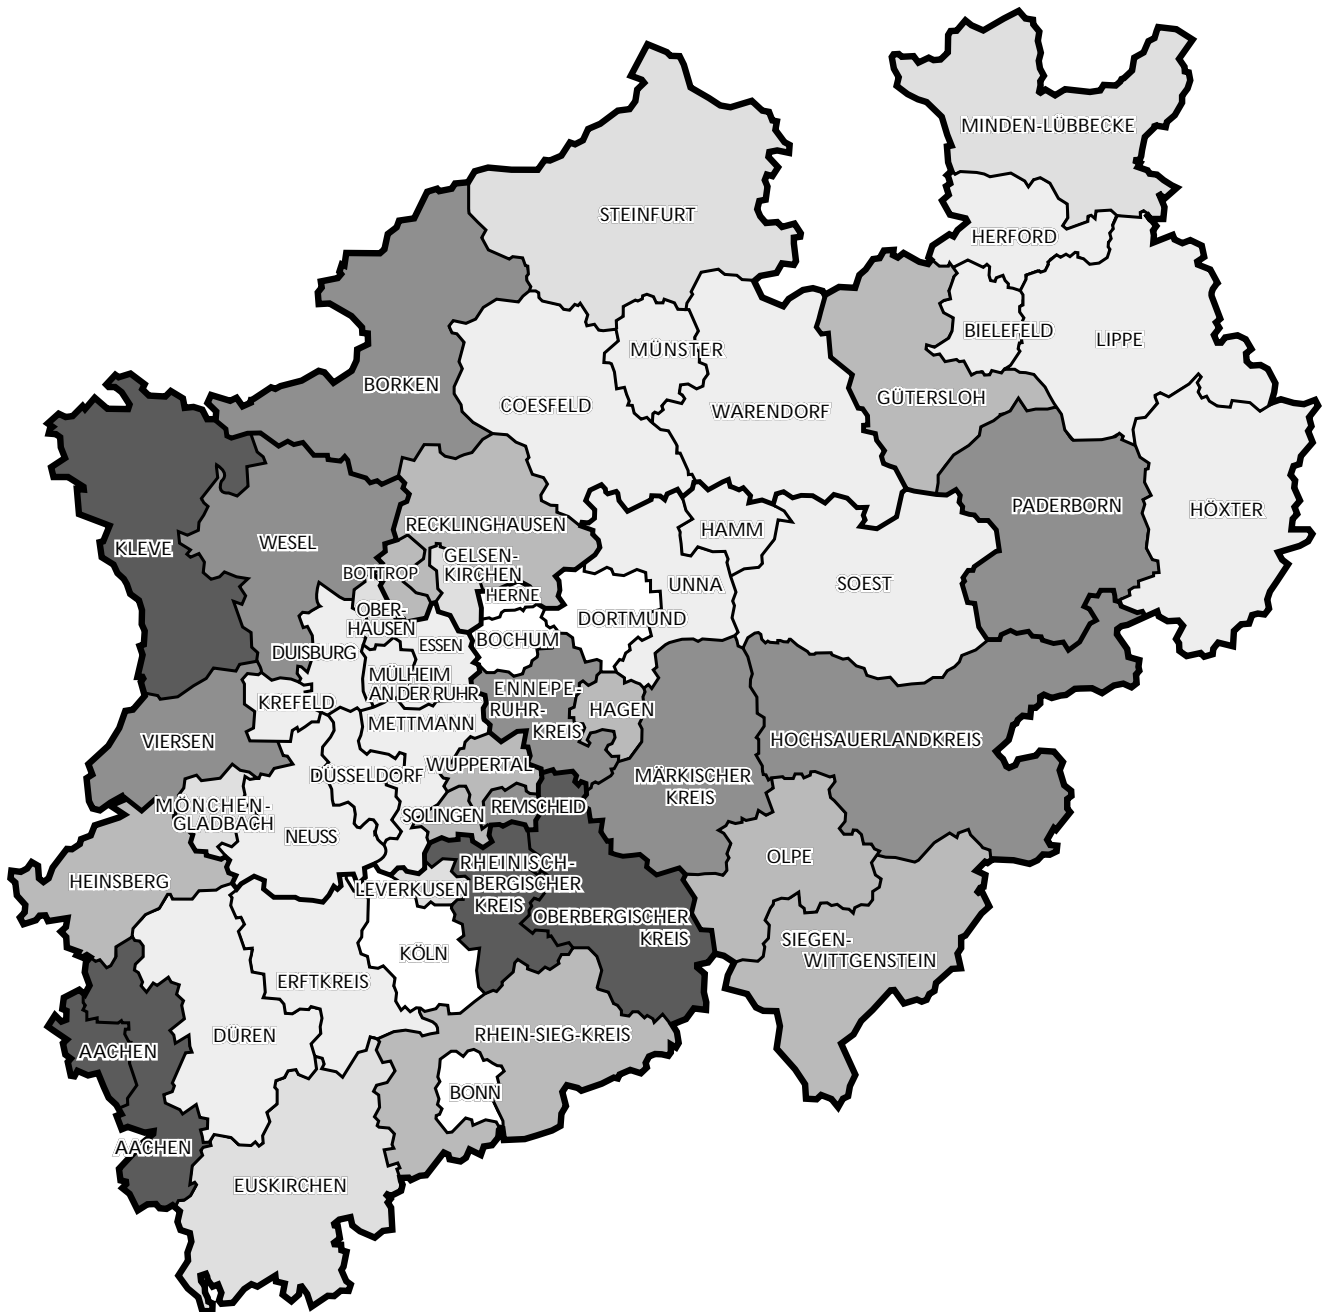 MINDEN-LÜBBECKE
STEINFURT
HERFORD
BIELEFELD
LIPPE
MÜNSTER
BORKEN
COESFELD
WARENDORF
GÜTERSLOH
PADERBORN
HÖXTER
RECKLINGHAUSEN
HAMM
KLEVE
WESEL
GELSEN-
KIRCHEN
BOTTROP
UNNA
SOEST
HERNE
OBER-
HAUSEN
DORTMUND
ESSEN
BOCHUM
DUISBURG
MÜLHEIM
AN DER RUHR
ENNEPE-
RUHR-
KREIS
HAGEN
KREFELD
METTMANN
VIERSEN
HOCHSAUERLANDKREIS
WUPPERTAL
DÜSSELDORF
MÄRKISCHER
KREIS
MÖNCHEN-
GLADBACH
REMSCHEID
SOLINGEN
NEUSS
OLPE
RHEINISCH-
BERGISCHER
KREIS
HEINSBERG
LEVERKUSEN
OBERBERGISCHER
KREIS
SIEGEN-
WITTGENSTEIN
KÖLN
ERFTKREIS
RHEIN-SIEG-KREIS
DÜREN
AACHEN
BONN
AACHEN
EUSKIRCHEN